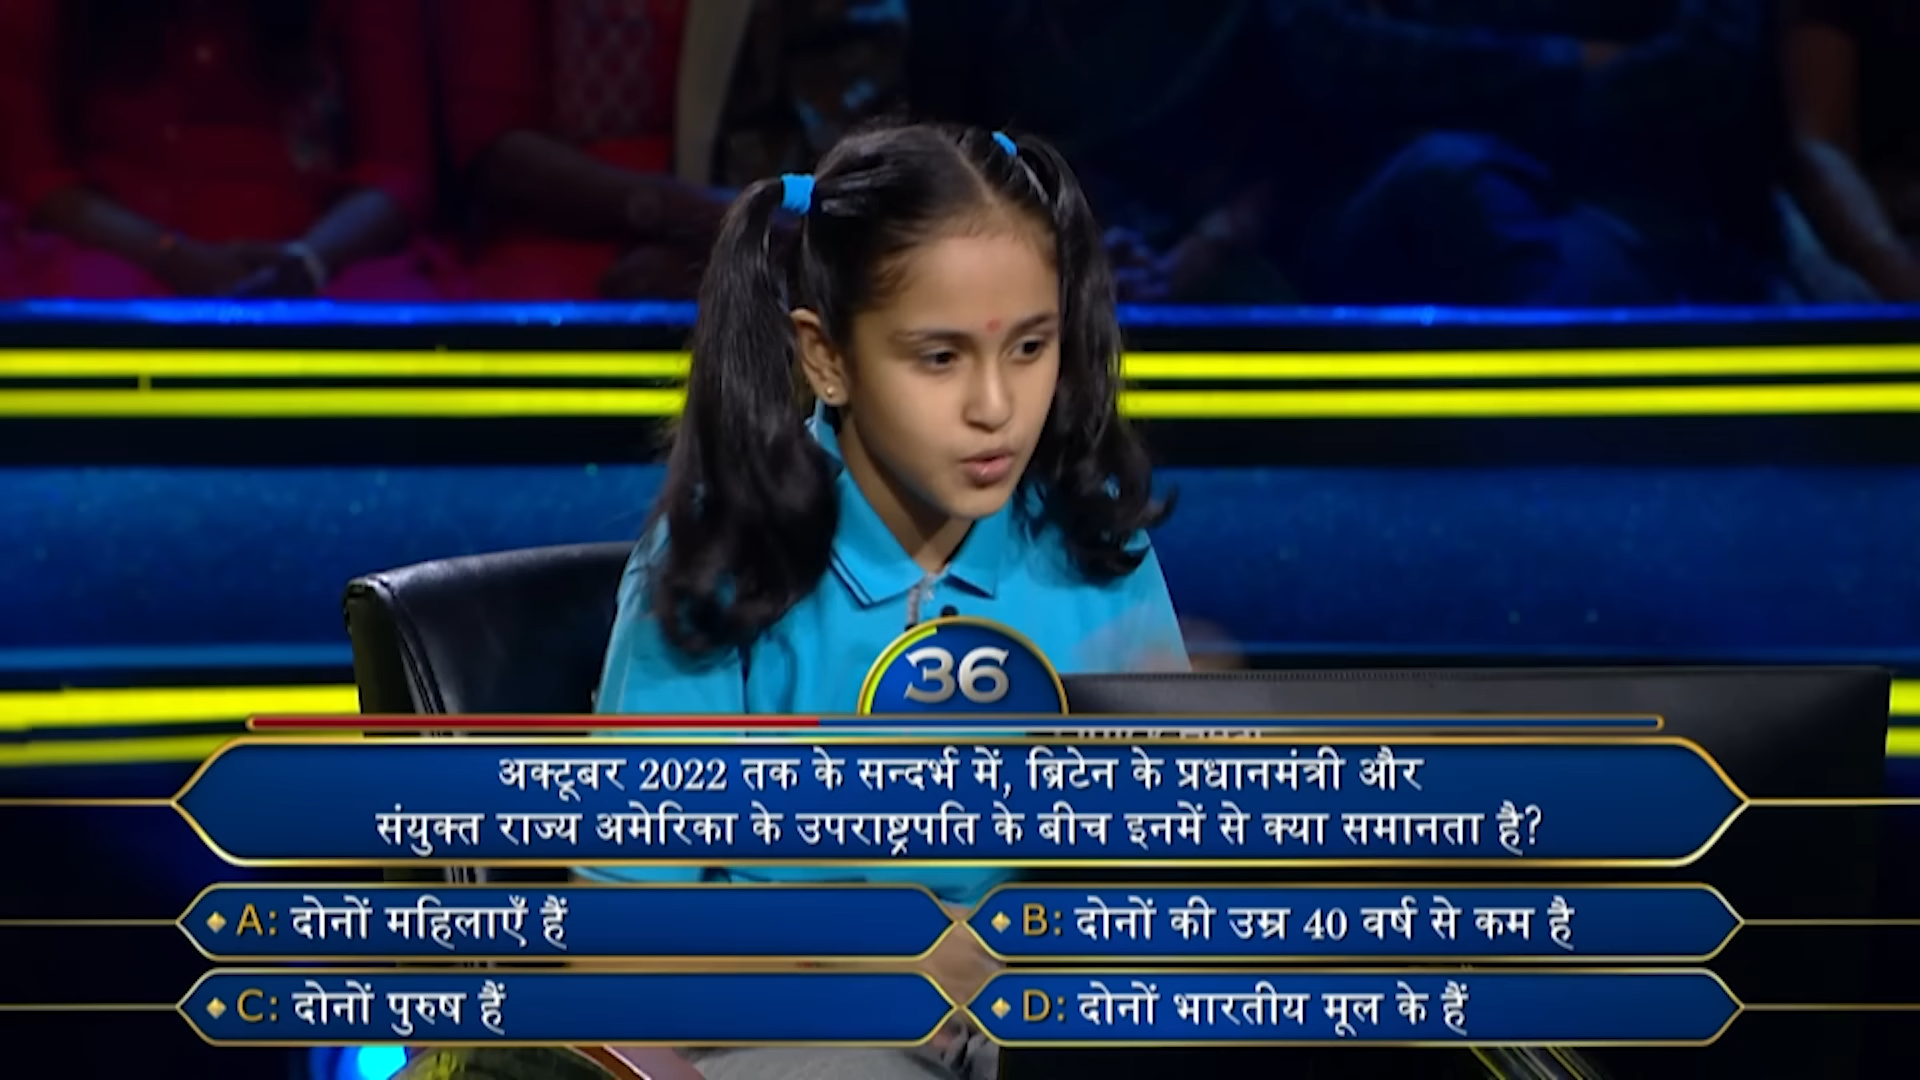 36
अक्टूबर 2022 तक के सन्दर्भ में, ब्रिटेन के प्रधानमंत्री और
संयुक्त राज्य अमेरिका के उपराष्ट्रपति के बीच इनमें से क्या समानता है?
A: दोनों महिलाएँ हैं
B: दोनों की उम्र 40 वर्ष से कम है
C: दोनों पुरुष हैं
D: दोनों भारतीय मूल के हैं